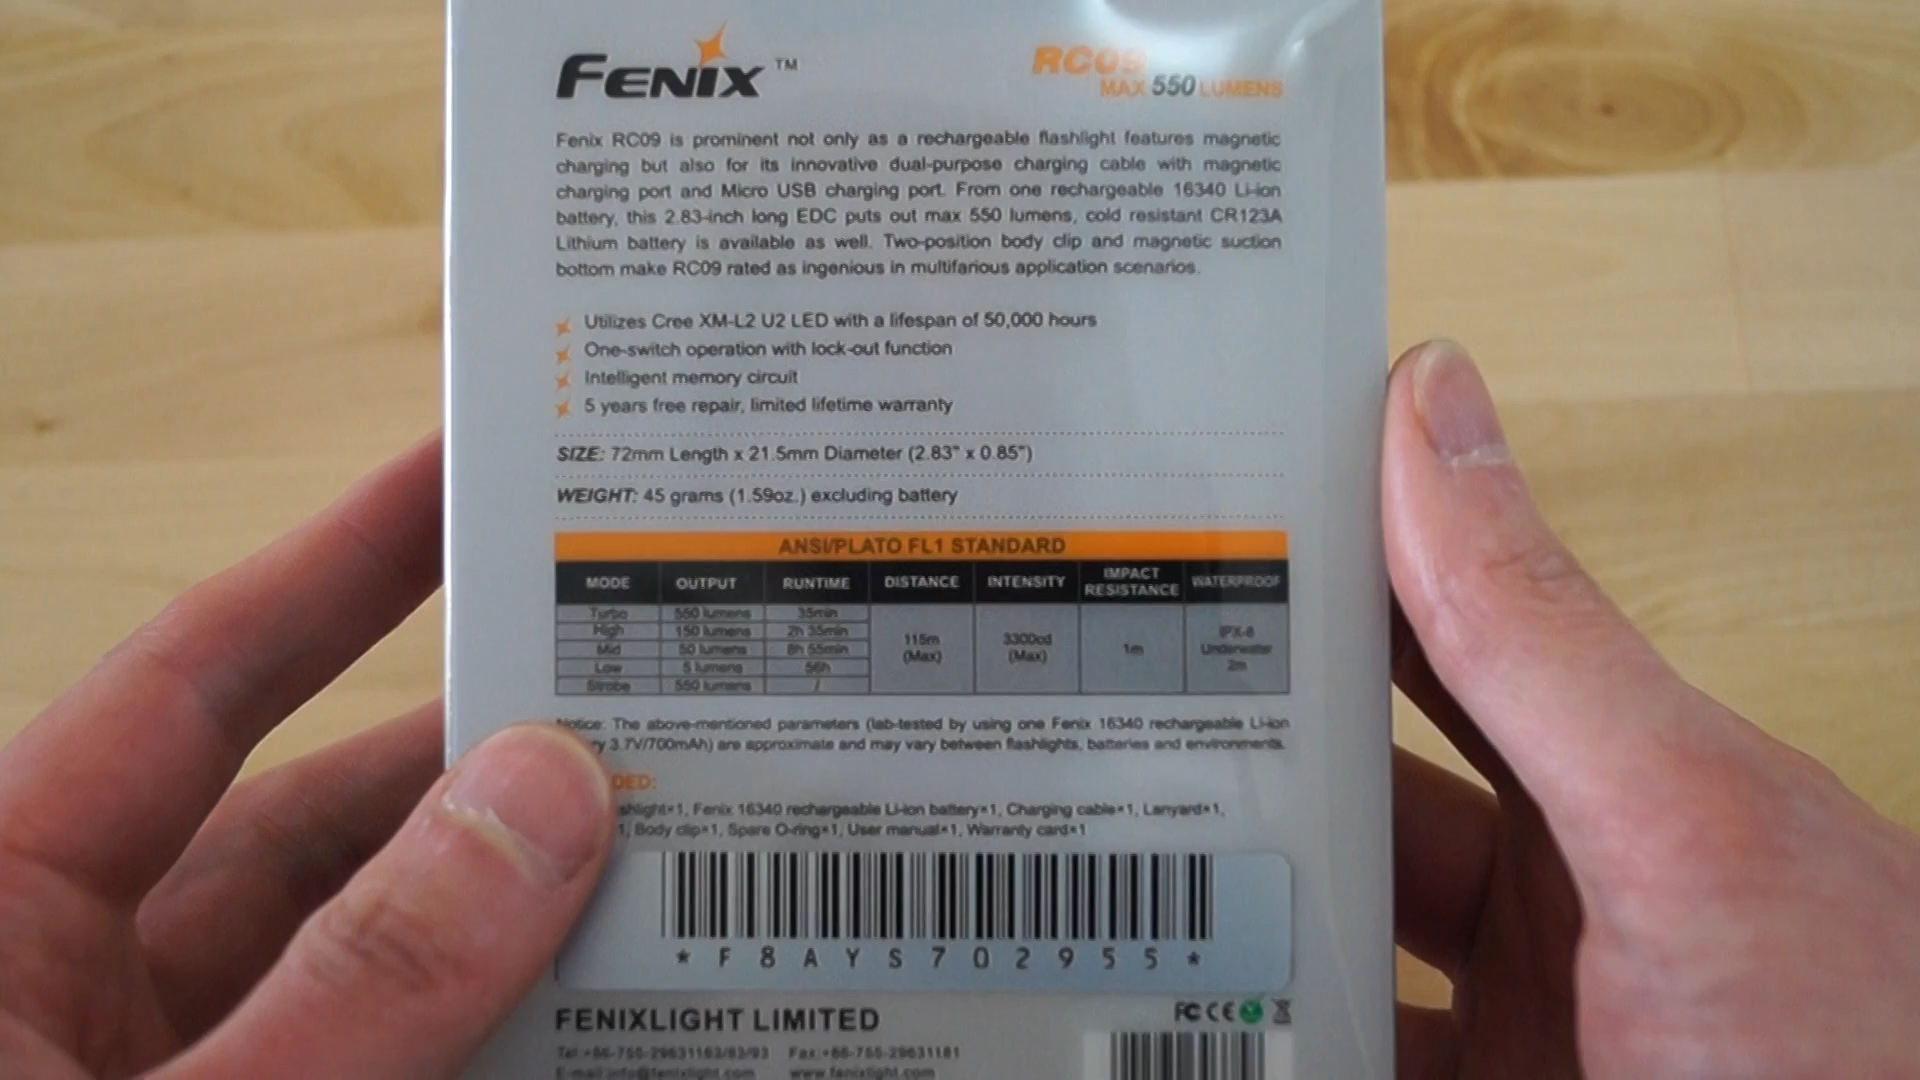 FENIX™
RC09
MAX 550 LUMENS
Fenix RC09 is prominent not only as a rechargeable flashlight features magnetic
charging but also for its innovative dual-purpose charging cable with magnetic
charging port and Micro USB charging port. From one rechargeable 16340 Li-ion
battery, this 2.83-inch long EDC puts out max 550 lumens, cold resistant CR123A
Lithium battery is available as well. Two-position body clip and magnetic suction
bottom make RC09 rated as ingenious in multifarious application scenarios.
Utilizes Cree XM-L2 U2 LED with a lifespan of 50,000 hours
One-switch operation with lock-out function
Intelligent memory circuit
5 years free repair, limited lifetime warranty
SIZE: 72mm Length x 21.5mm Diameter (2.83" x 0.85")
WEIGHT: 45 grams (1.59oz.) excluding battery
ANSI/PLATO FL1 STANDARD
MODE OUTPUT RUNTIME DISTANCE INTENSITY IMPACT RESISTANCE WATERPROOF
Turbo 550 lumens 35min
High 150 lumens 2h 35min
Mid 50 lumens 8h 55min
Low 5 lumens 56h
Strobe 550 lumens /
115m (Max)
3300cd (Max)
1m
IPX-8 Underwater 2m
Notice: The above-mentioned parameters (lab-tested by using one Fenix 16340 rechargeable Li-ion
ry 3.7V/700mAh) are approximate and may vary between flashlights, batteries and environments.
DED:
shlight×1, Fenix 16340 rechargeable Li-ion battery×1, Charging cable×1, Lanyard×1,
1, Body clip×1, Spare O-ring×1, User manual×1, Warranty card×1
*F8AYS702955*
FENIXLIGHT LIMITED
FC CE
Tel:+86-755-29631163/83/93 Fax:+86-755-29631181
E-mail:info@fenixlight.com www.fenixlight.com